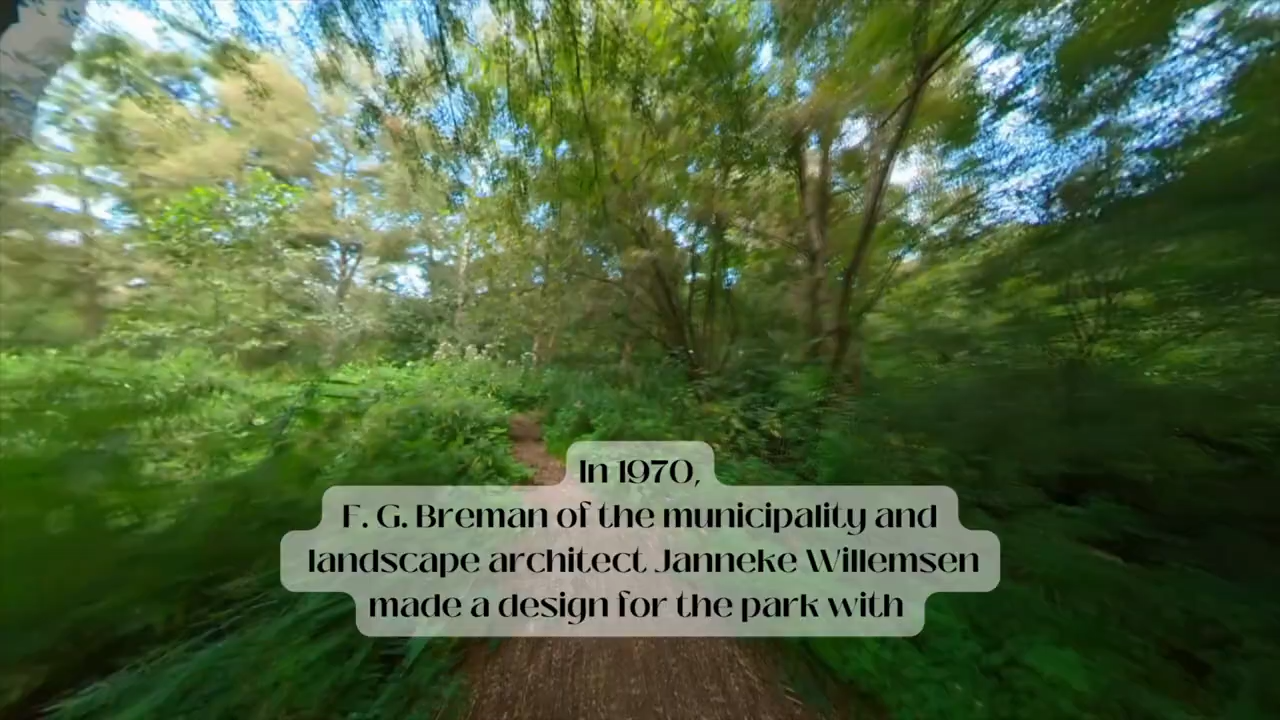 In 1970,
F. G. Breman of the municipality and
landscape architect Janneke Willemsen
made a design for the park with